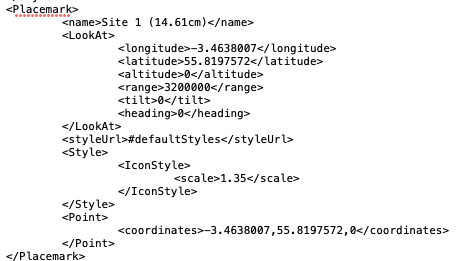 <Placemark>
<name>Site 1 (14.61cm)</name>
<LookAt>
<longitude>-3.4638007</longitude>
<latitude>55.8197572</latitude>
<altitude>0</altitude>
<range>3200000</range>
<tilt>0</tilt>
<heading>0</heading>
</LookAt>
<styleUrl>#defaultStyles</styleUrl>
<Style>
<IconStyle>
<scale>1.35</scale>
</IconStyle>
</Style>
<Point>
<coordinates>-3.4638007,55.8197572,0</coordinates>
</Point>
</Placemark>